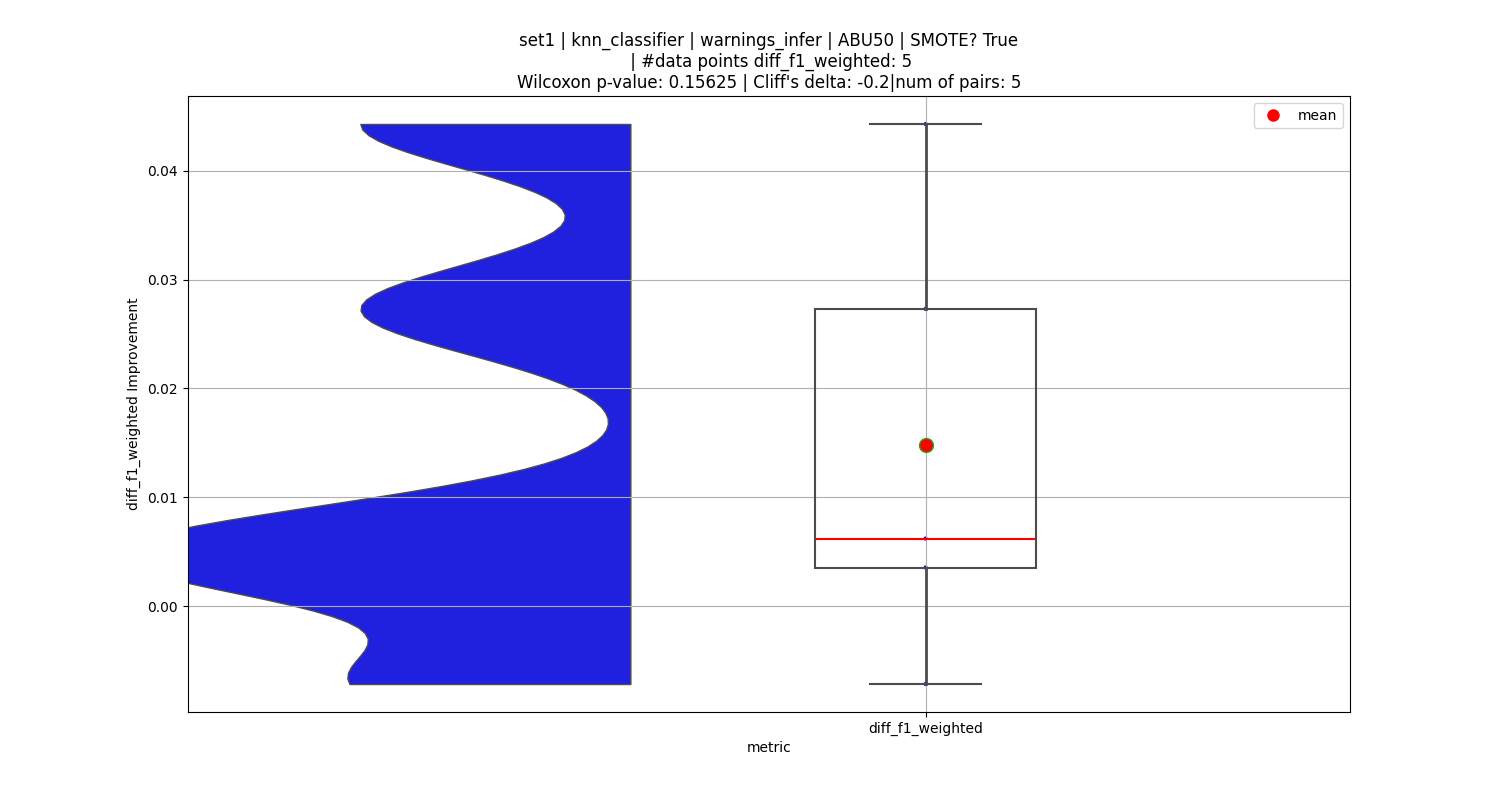 set1 | knn_classifier | warnings_infer | ABU50 | SMOTE? True
| #data points diff_f1_weighted: 5
Wilcoxon p-value: 0.15625 | Cliff's delta: -0.2|num of pairs: 5
mean
0.04
0.03
0.02
0.01
0.00
diff_f1_weighted Improvement
diff_f1_weighted
metric